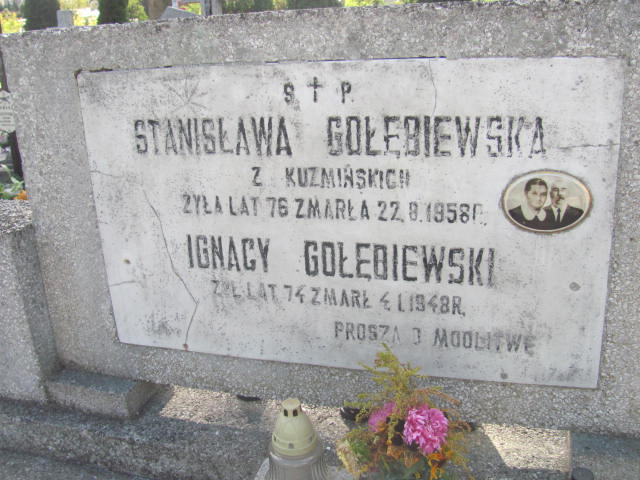 S † P.
STANISŁAWA GOŁĘBIEWSKA
Z KUZMIŃSKICH
ŻYŁA LAT 76 ZMARŁA 22.8.1958R.
IGNACY GOŁĘBIEWSKI
ŻYŁ LAT 74 ZMARŁ 4 I.1948R.
PROSZĄ O MODLITWĘ